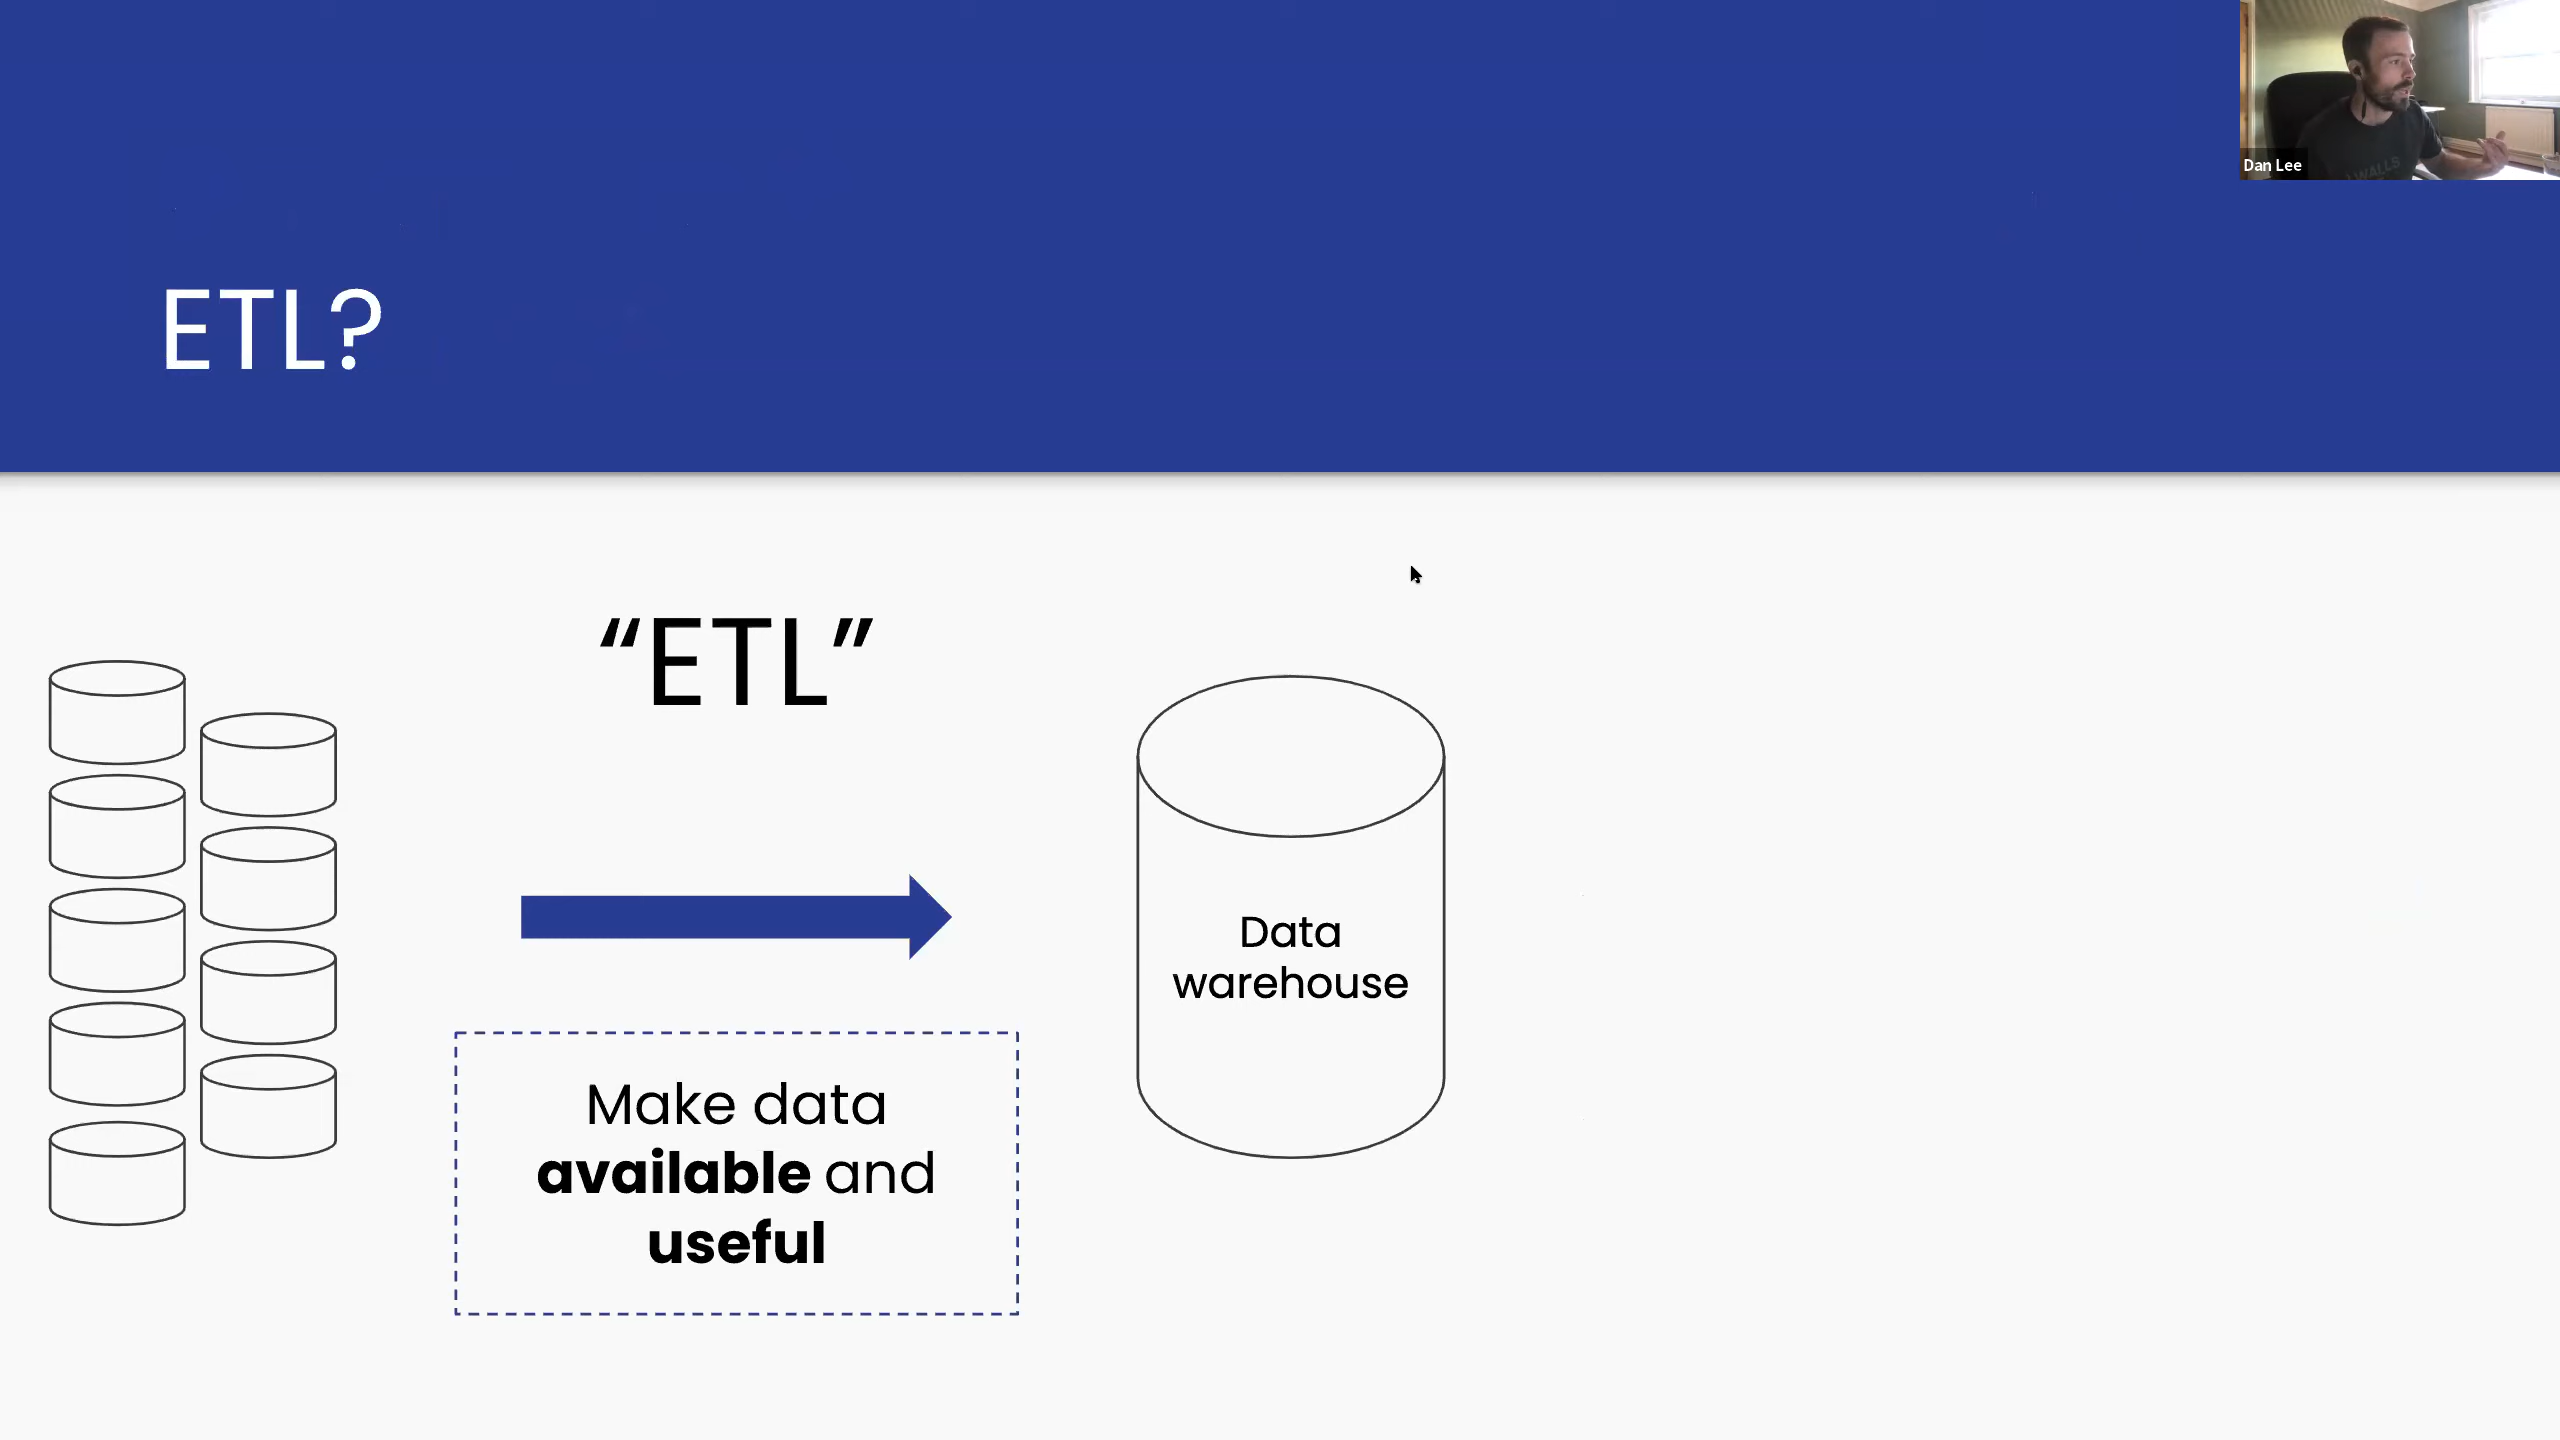 Dan Lee
ETL?
“ETL”
Data
warehouse
Make data
available and
useful